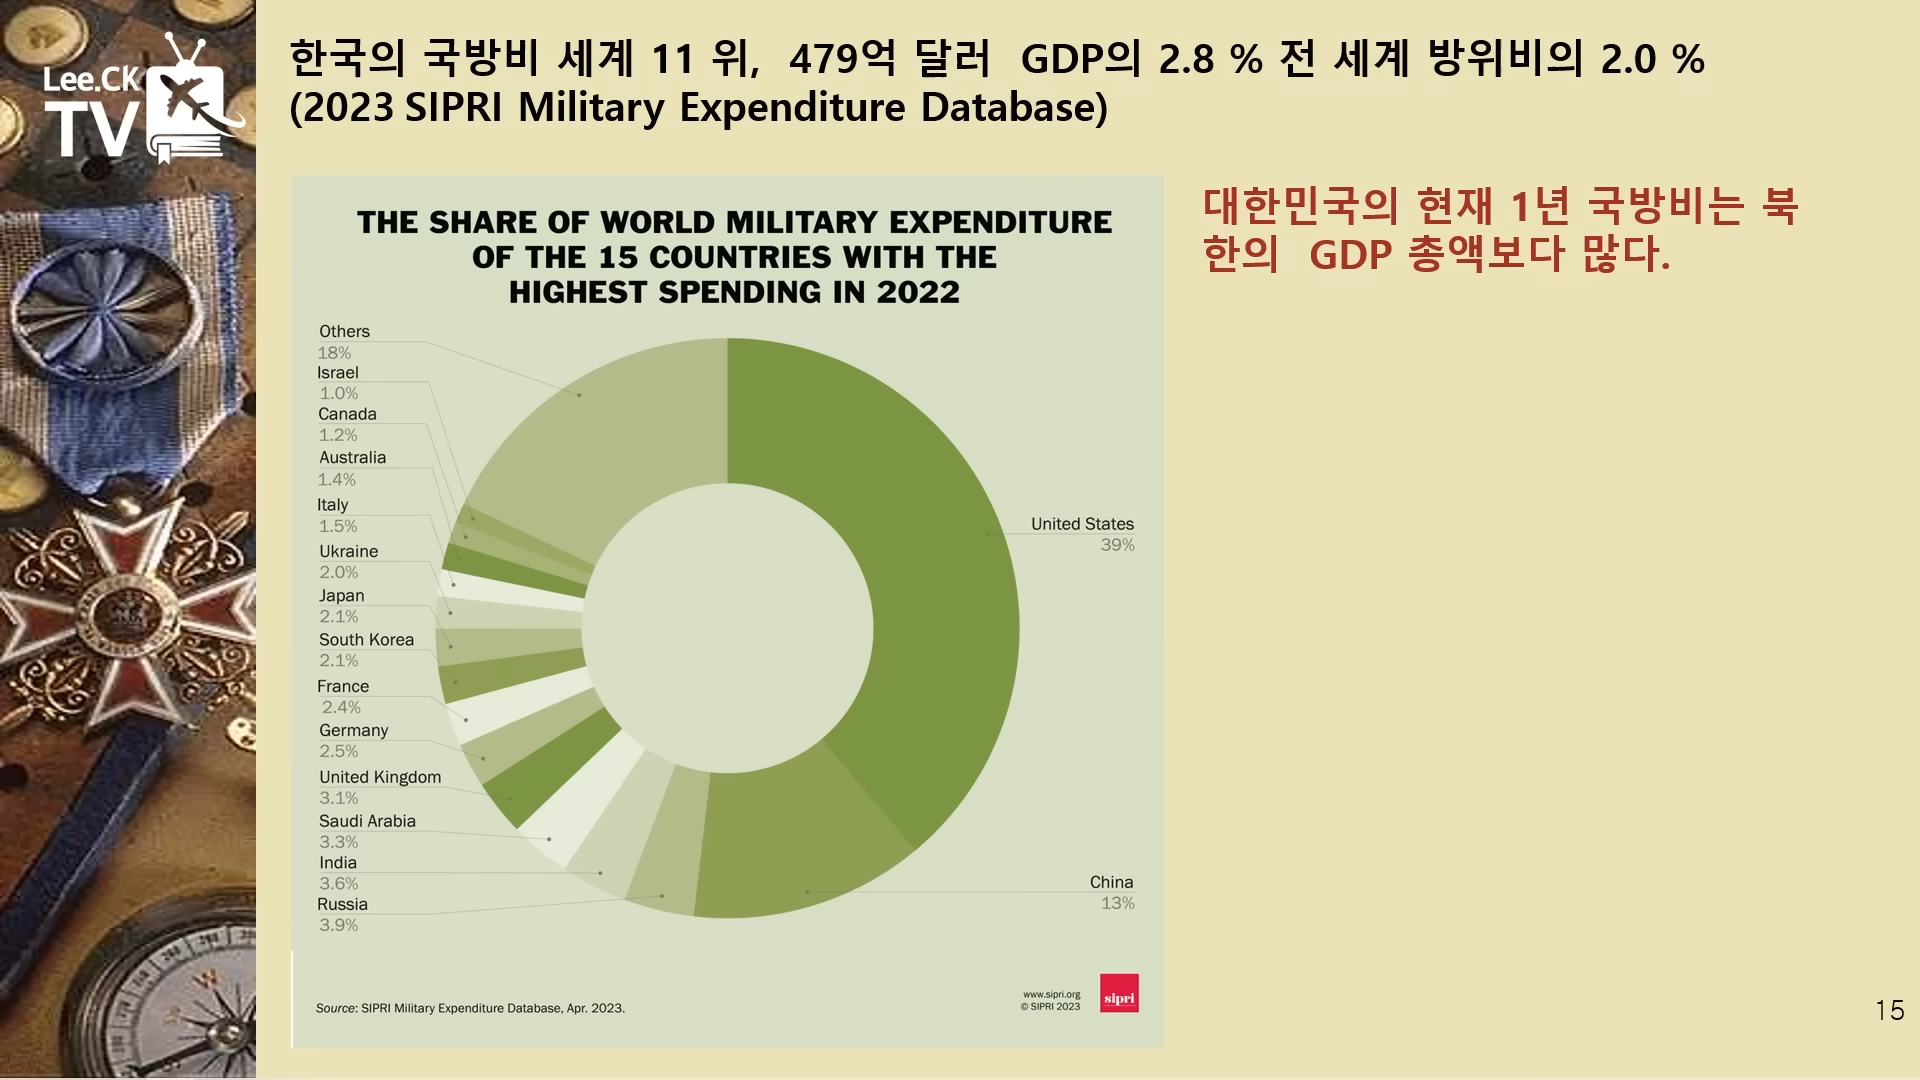 Lee.CK
TV
한국의 국방비 세계 11 위, 479억 달러 GDP의 2.8 % 전 세계 방위비의 2.0 %
(2023 SIPRI Military Expenditure Database)
대한민국의 현재 1년 국방비는 북
한의 GDP 총액보다 많다.
THE SHARE OF WORLD MILITARY EXPENDITURE
OF THE 15 COUNTRIES WITH THE
HIGHEST SPENDING IN 2022
Others
18%
Israel
1.0%
Canada
1.2%
Australia
1.4%
Italy
1.5%
Ukraine
2.0%
Japan
2.1%
South Korea
2.1%
France
2.4%
Germany
2.5%
United Kingdom
3.1%
Saudi Arabia
3.3%
India
3.6%
Russia
3.9%
United States
39%
China
13%
Source: SIPRI Military Expenditure Database, Apr. 2023.
www.sipri.org
© SIPRI 2023
sipri
15